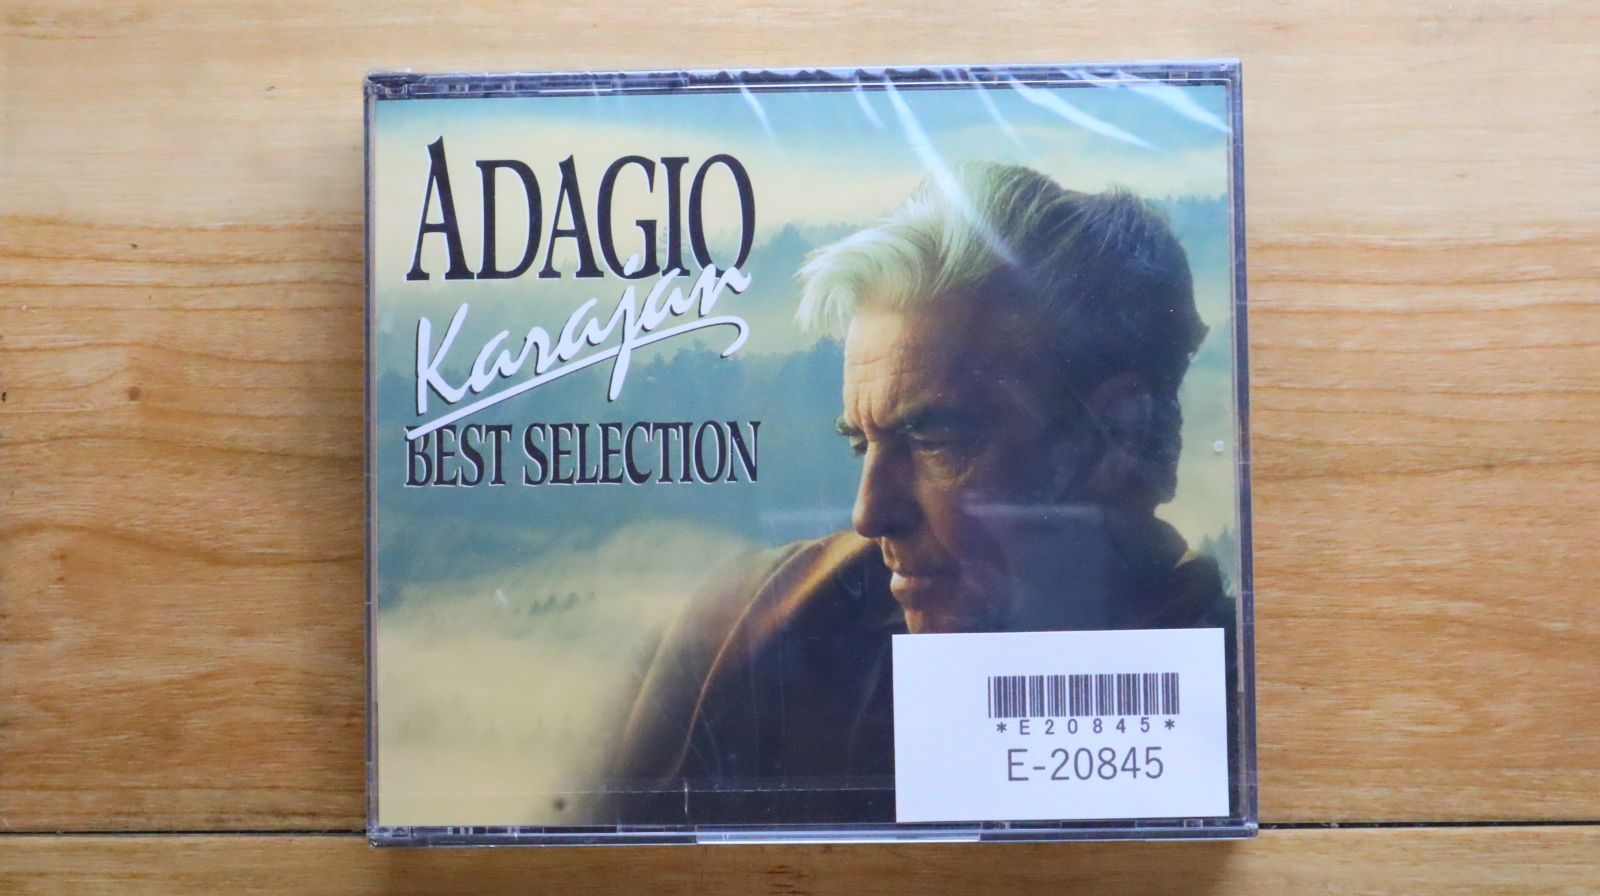 ADAGIO
Karajan
BEST SELECTION
*E20845*
E-20845